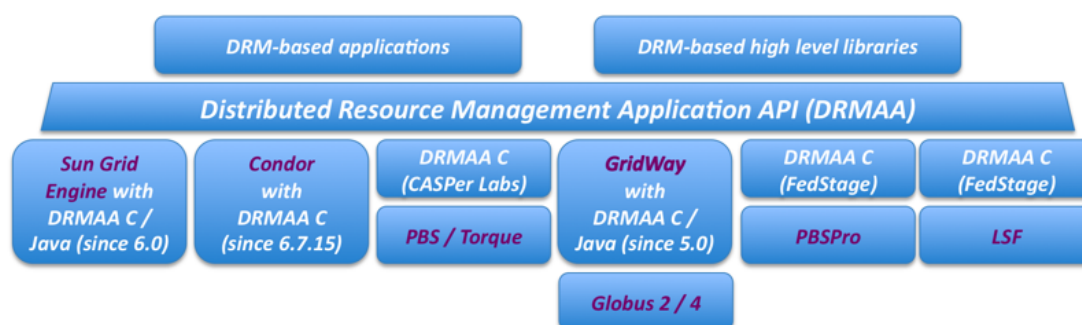 DRM-based applications
DRM-based high level libraries
Distributed Resource Management Application API (DRMAA)
Sun Grid
Engine with
DRMAA C /
Java (since 6.0)
Condor
with
DRMAA C
(since 6.7.15)
DRMAA C
(CASPer Labs)
PBS / Torque
GridWay
with
DRMAA C /
Java (since 5.0)
Globus 2 / 4
DRMAA C
(FedStage)
PBSPro
DRMAA C
(FedStage)
LSF